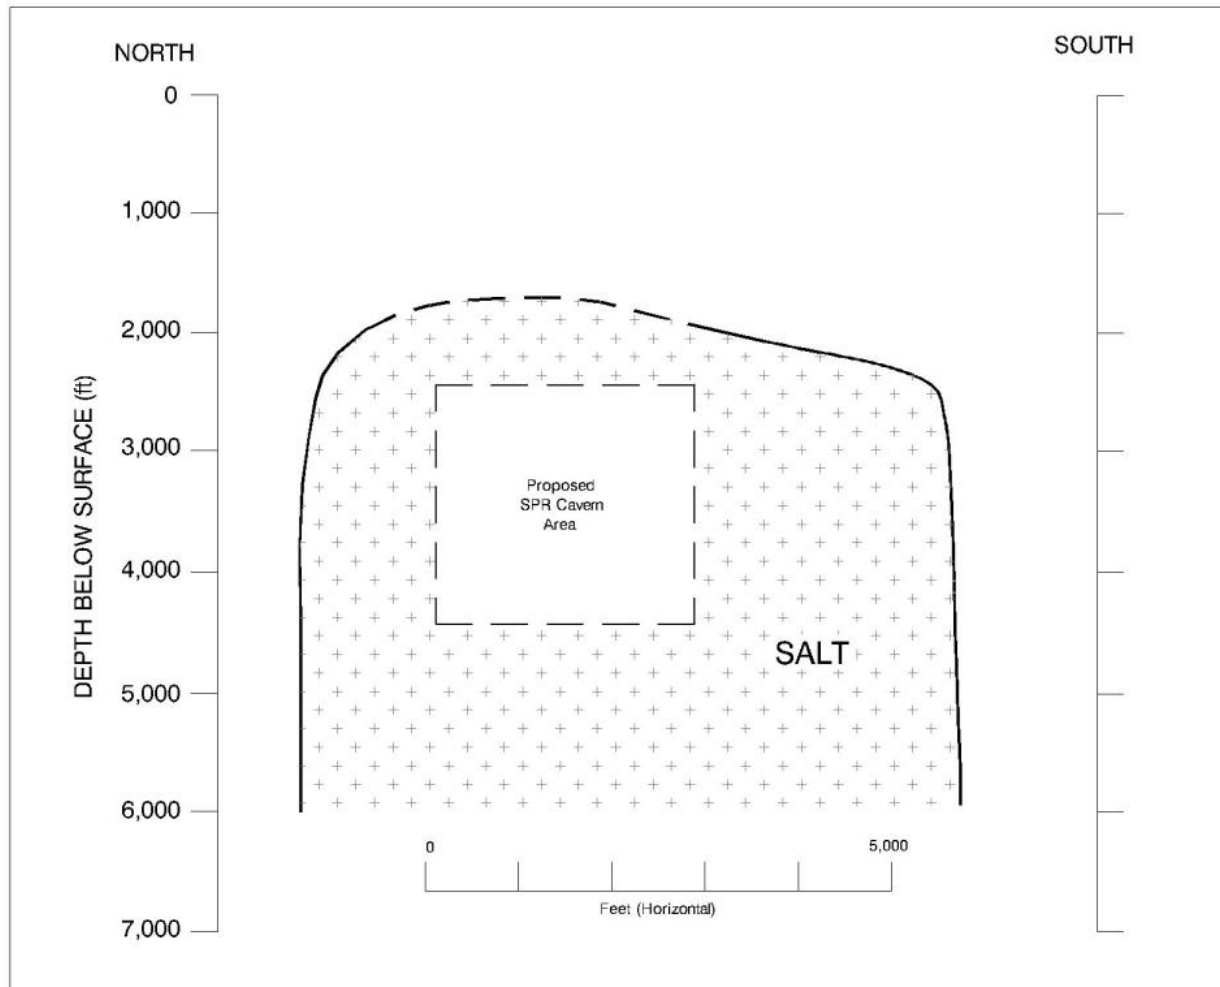 NORTH
SOUTH
0
1,000
2,000
3,000
4,000
5,000
6,000
7,000
DEPTH BELOW SURFACE (ft)
Proposed
SPR Cavern
Area
SALT
0
5,000
Feet (Horizontal)